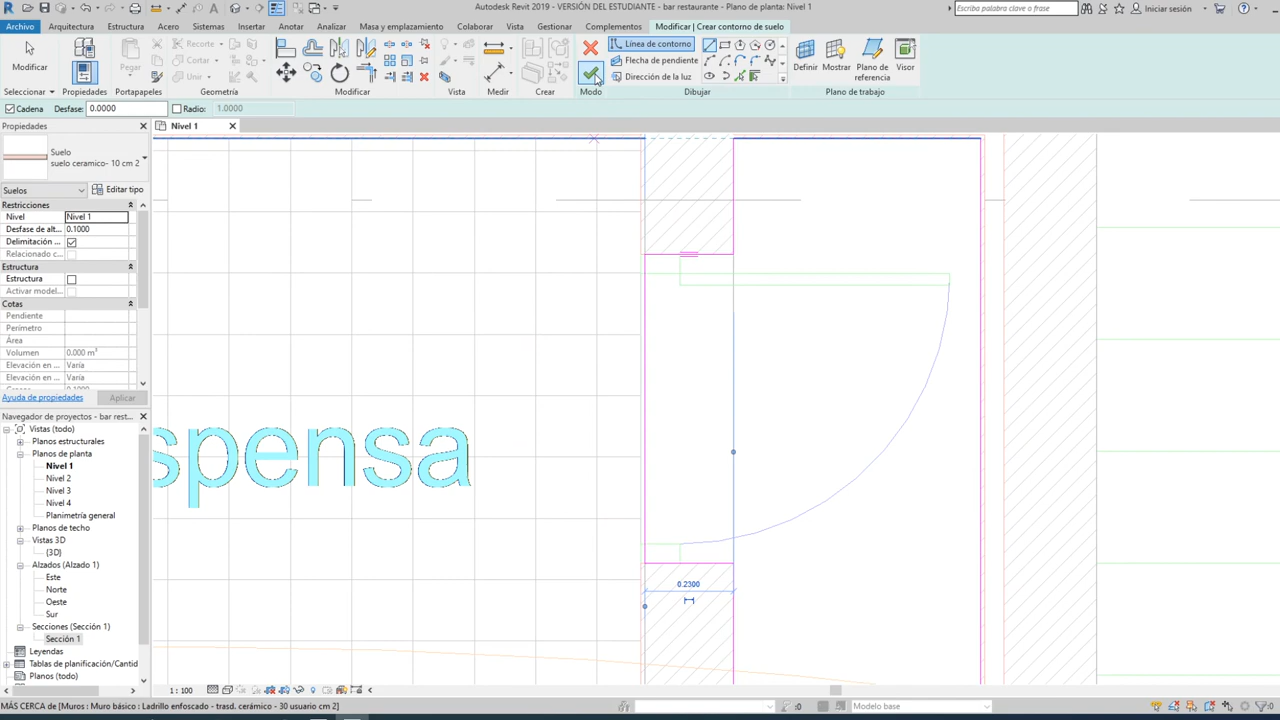 Autodesk Revit 2019 - VERSIÓN DEL ESTUDIANTE - bar restaurante - Plano de planta: Nivel 1
Escriba palabra clave o frase
Iniciar sesión
Archivo Arquitectura Estructura Acero Sistemas Insertar Anotar Analizar Masa y emplazamiento Colaborar Vista Gestionar Complementos Modificar | Crear contorno de suelo
Modificar
Propiedades
Pegar
Recorte
Cortar
Unir
Línea de contorno
Flecha de pendiente
Dirección de la luz
Definir
Mostrar
Plano de referencia
Visor
Seleccionar Propiedades Portapapeles Geometría Modificar Vista Medir Crear Modo Dibujar Plano de trabajo
Cadena Desfase: 0.0000 Radio: 1.0000
Propiedades
Nivel 1
Suelo
suelo ceramico- 10 cm 2
Suelos
Editar tipo
Restricciones
Nivel Nivel 1
Desfase de alt... 0.1000
Delimitación ...
Relacionado c...
Estructura
Estructura
Activar model...
Cotas
Pendiente
Perímetro
Área
Volumen 0.000 m³
Elevación en ... Varía
Elevación en ... Varía
Ayuda de propiedades
Aplicar
Navegador de proyectos - bar rest...
Vistas (todo)
Planos estructurales
Planos de planta
Nivel 1
Nivel 2
Nivel 3
Nivel 4
Planimetría general
Planos de techo
Vistas 3D
{3D}
Alzados (Alzado 1)
Este
Norte
Oeste
Sur
Secciones (Sección 1)
Sección 1
Leyendas
Tablas de planificación/Cantid
Planos (todo)
spensa
0.2300
1 : 100
MÁS CERCA de [Muros : Muro básico : Ladrillo enfoscado - trasd. cerámico - 30 usuario cm 2]
:0
Modelo base
:0